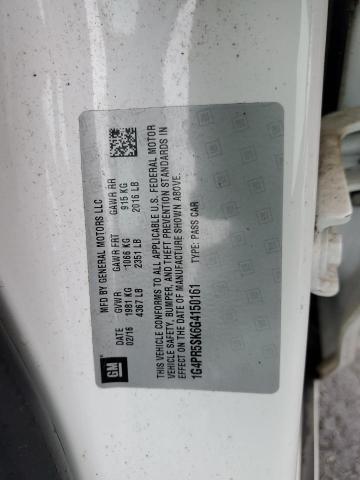 GM
MFD BY GENERAL MOTORS LLC
DATE GVWR GAWR FRT GAWR RR
02/16 1981 KG 1066 KG 915 KG
4367 LB 2351 LB 2016 LB
THIS VEHICLE CONFORMS TO ALL APPLICABLE U.S. FEDERAL MOTOR
VEHICLE SAFETY, BUMPER, AND THEFT PREVENTION STANDARDS IN
EFFECT ON THE DATE OF MANUFACTURE SHOWN ABOVE.
1G4PR5SK6G4150161 TYPE: PASS CAR